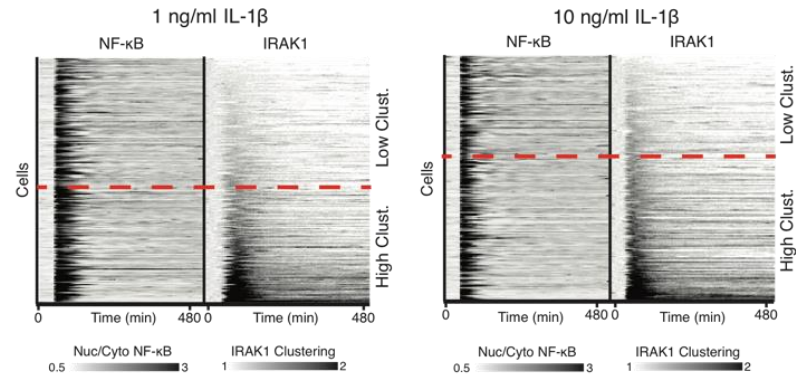 1 ng/ml IL-1β
NF-κB
IRAK1
Cells
Low Clust.
High Clust.
0
Time (min)
480
0
Time (min)
480
Nuc/Cyto NF-κB
0.5
3
IRAK1 Clustering
1
2
10 ng/ml IL-1β
NF-κB
IRAK1
Cells
Low Clust.
High Clust.
0
Time (min)
480
0
Time (min)
480
Nuc/Cyto NF-κB
0.5
3
IRAK1 Clustering
1
2